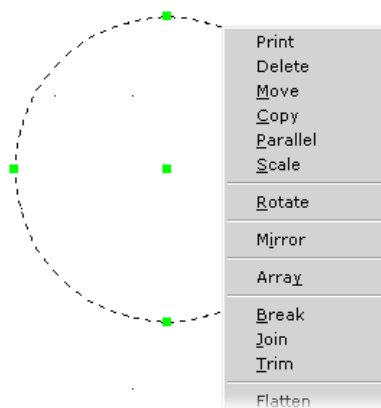 Print
Delete
Move
Copy
Parallel
Scale
Rotate
Mirror
Array
Break
Join
Trim
Flatten